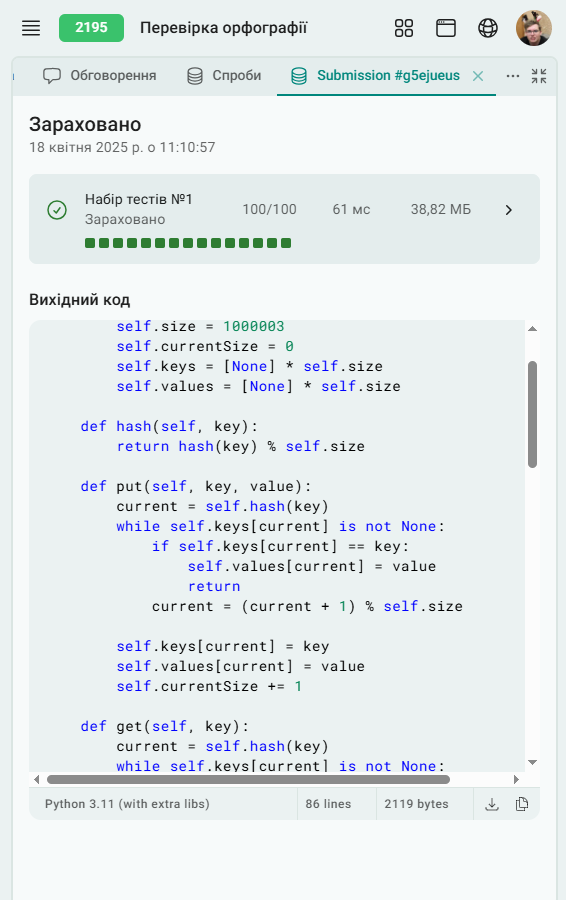 2195 Перевірка орфографії
Обговорення Спроби Submission #g5ejueus
Зараховано
18 квітня 2025 р. о 11:10:57
Набір тестів №1
Зараховано
100/100 61 мс 38,82 МБ
Вихідний код
self.size = 1000003
self.currentSize = 0
self.keys = [None] * self.size
self.values = [None] * self.size
def hash(self, key):
return hash(key) % self.size
def put(self, key, value):
current = self.hash(key)
while self.keys[current] is not None:
if self.keys[current] == key:
self.values[current] = value
return
current = (current + 1) % self.size
self.keys[current] = key
self.values[current] = value
self.currentSize += 1
def get(self, key):
current = self.hash(key)
while self.keys[current] is not None:
Python 3.11 (with extra libs) 86 lines 2119 bytes